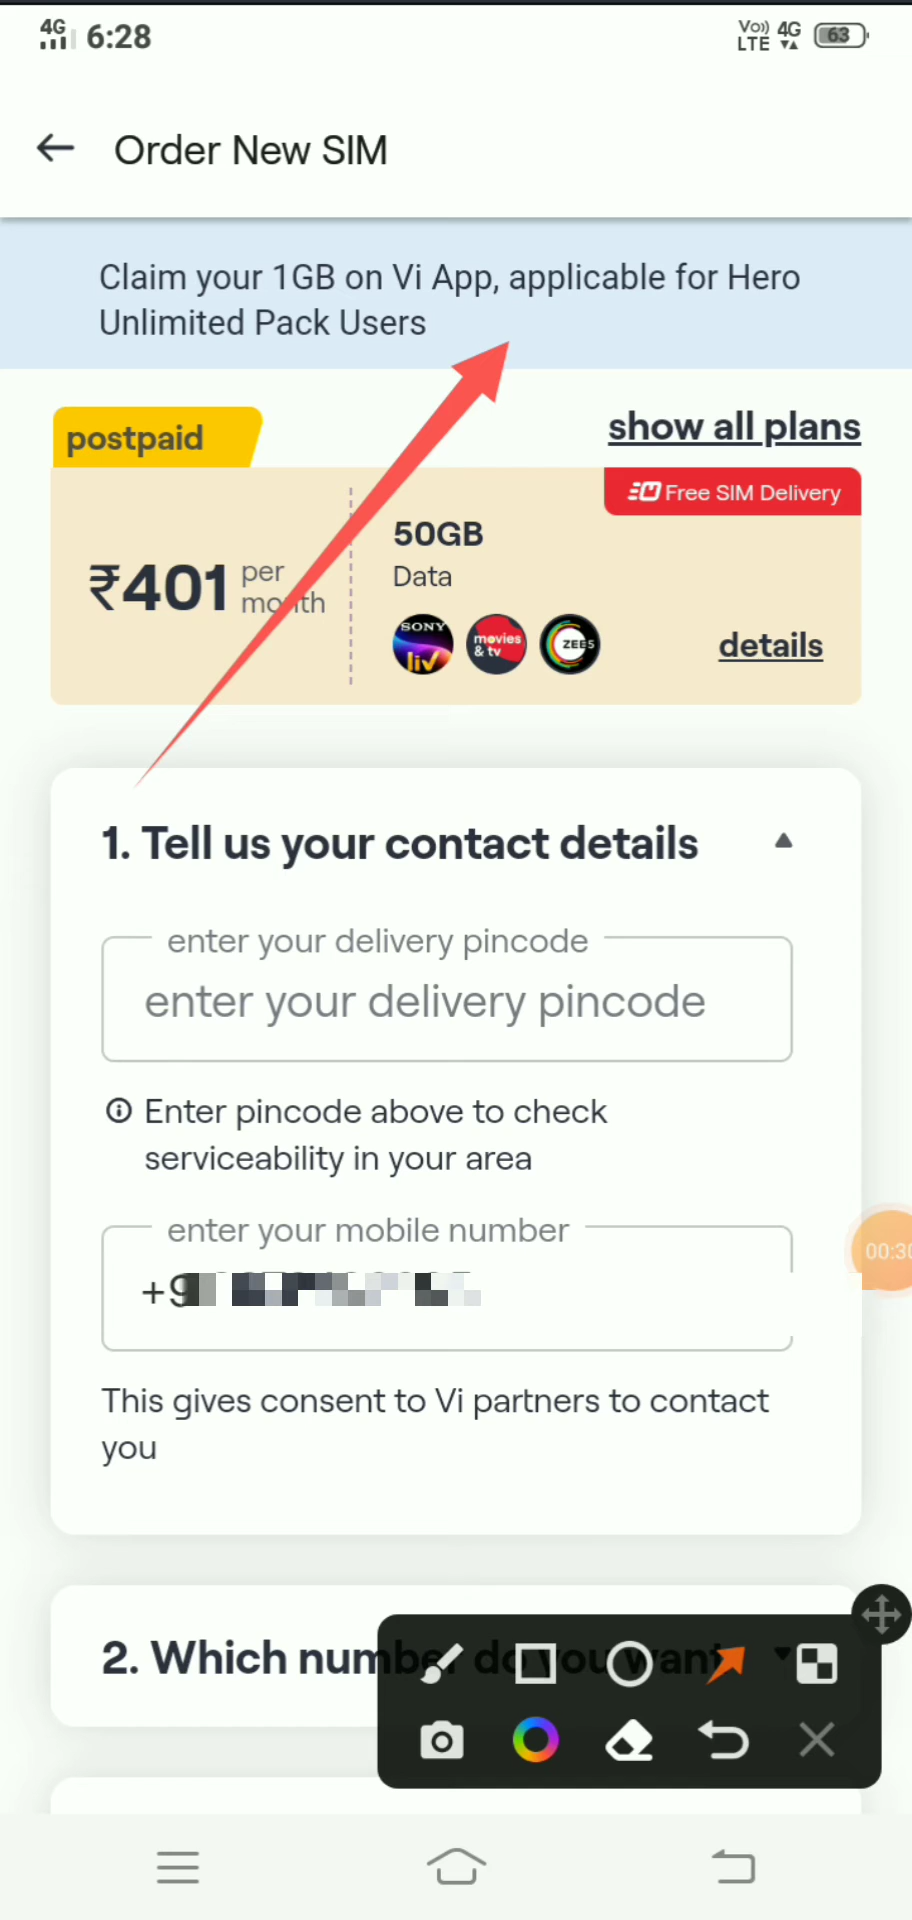 4G 6:28 Vo)) LTE 4G 63
Order New SIM
Claim your 1GB on Vi App, applicable for Hero
Unlimited Pack Users
postpaid
show all plans
Free SIM Delivery
₹401 per month
50GB
Data
SONY liv
movies & tv
ZEE5
details
1. Tell us your contact details
enter your delivery pincode
enter your delivery pincode
Enter pincode above to check
serviceability in your area
enter your mobile number
+9
00:30
This gives consent to Vi partners to contact
you
2. Which number do you want